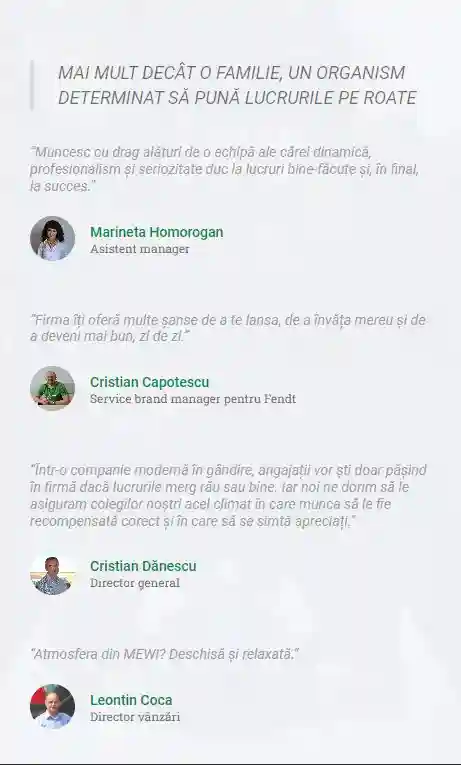 MAI MULT DECÂT O FAMILIE, UN ORGANISM
DETERMINAT SĂ PUNĂ LUCRURILE PE ROATE
“Muncesc cu drag alături de o echipă ale cărei dinamică,
profesionalism și seriozitate duc la lucruri bine-făcute și, în final,
la succes.”
Marineta Homorogan
Asistent manager
“Firma îți oferă multe șanse de a te lansa, de a învăța mereu și de
a deveni mai bun, zi de zi.”
Cristian Capotescu
Service brand manager pentru Fendt
“Într-o companie modernă în gândire, angajații vor ști doar pășind
în firmă dacă lucrurile merg rău sau bine. Iar noi ne dorim să le
asiguram colegilor noștri acel climat în care munca să le fie
recompensată corect și în care să se simtă apreciați.”
Cristian Dănescu
Director general
“Atmosfera din MEWI? Deschisă și relaxată.”
Leontin Coca
Director vânzări